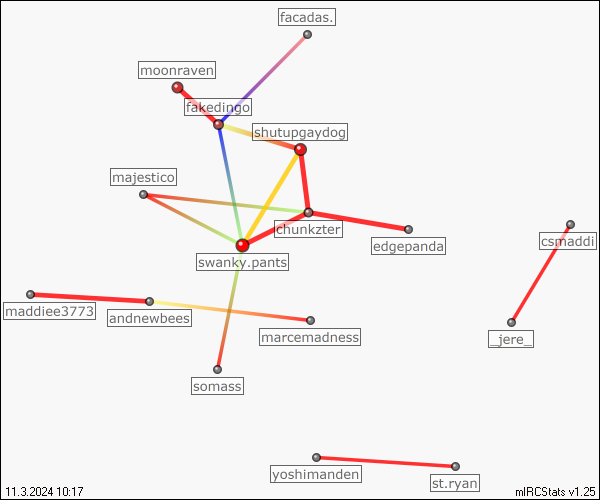 facadas.
moonraven
fakedingo
shutupgaydog
majestico
chunkzter
csmaddi
edgepanda
swanky.pants
maddiee3773
andnewbees
marcemadness
_jere_
somass
yoshimanden
st.ryan
11.3.2024 10:17
mIRCStats v1.25